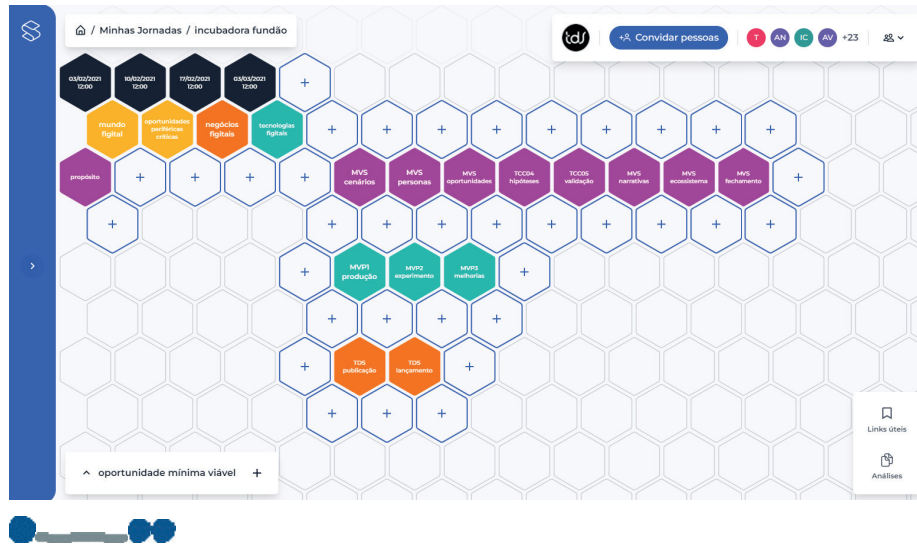 / Minhas Jornadas / incubadora fundão
tds
Convidar pessoas
T
AN
IC
AV
+23
03/02/2021
12:00
10/02/2021
12:00
17/02/2021
12:00
03/03/2021
12:00
mundo
figital
oportunidades
periféricas
críticas
negócios
figitais
tecnologias
figitais
propósito
MVS
cenários
MVS
personas
MVS
oportunidades
TCC04
hipóteses
TCC05
validação
MVS
narrativas
MVS
ecossistema
MVS
fechamento
MVP1
produção
MVP2
experimento
MVP3
melhorias
TDS
publicação
TDS
lançamento
Links úteis
Análises
oportunidade mínima viável +